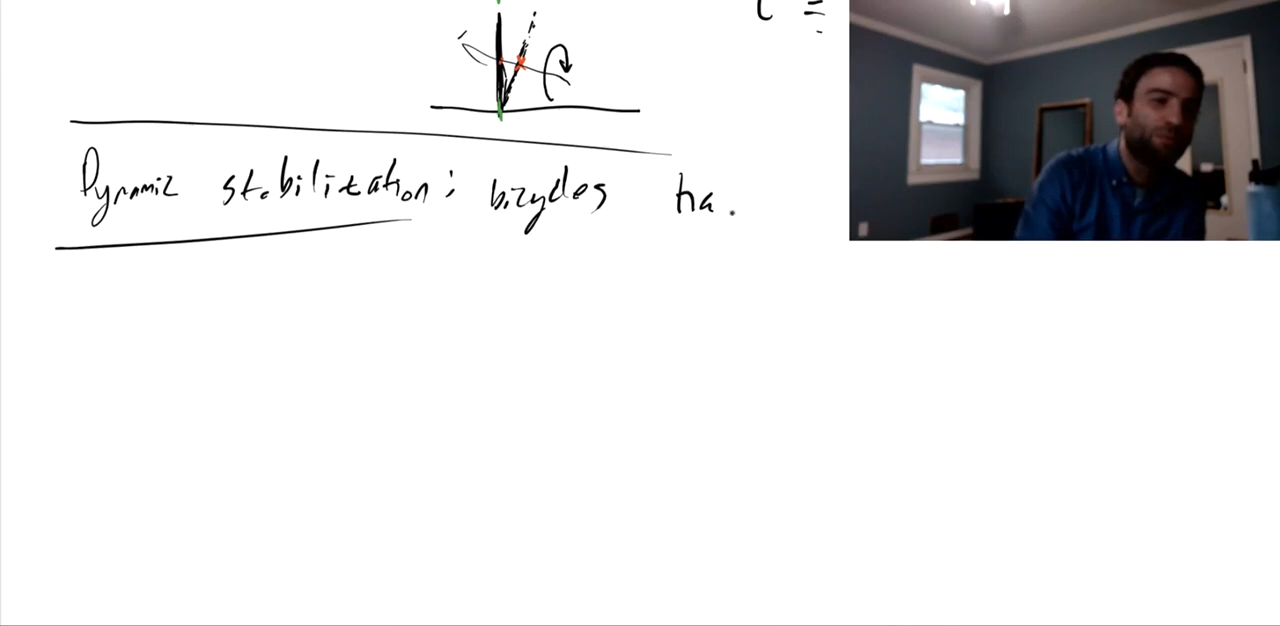 τ =
Dynamic stabilization: bicycles ha